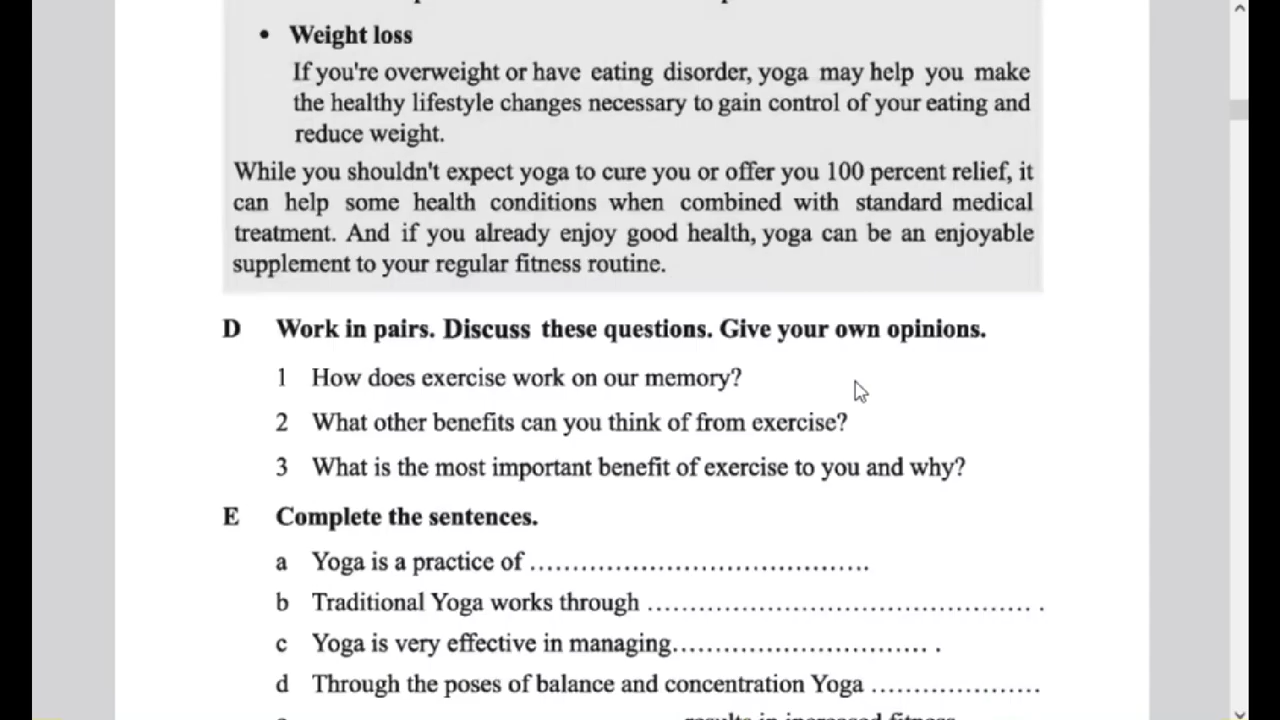 • Weight loss
If you're overweight or have eating disorder, yoga may help you make
the healthy lifestyle changes necessary to gain control of your eating and
reduce weight.
While you shouldn't expect yoga to cure you or offer you 100 percent relief, it
can help some health conditions when combined with standard medical
treatment. And if you already enjoy good health, yoga can be an enjoyable
supplement to your regular fitness routine.
D Work in pairs. Discuss these questions. Give your own opinions.
1 How does exercise work on our memory?
2 What other benefits can you think of from exercise?
3 What is the most important benefit of exercise to you and why?
E Complete the sentences.
a Yoga is a practice of ........................................
b Traditional Yoga works through ............................................. .
c Yoga is very effective in managing.............................. .
d Through the poses of balance and concentration Yoga ....................
e results in increased fitness